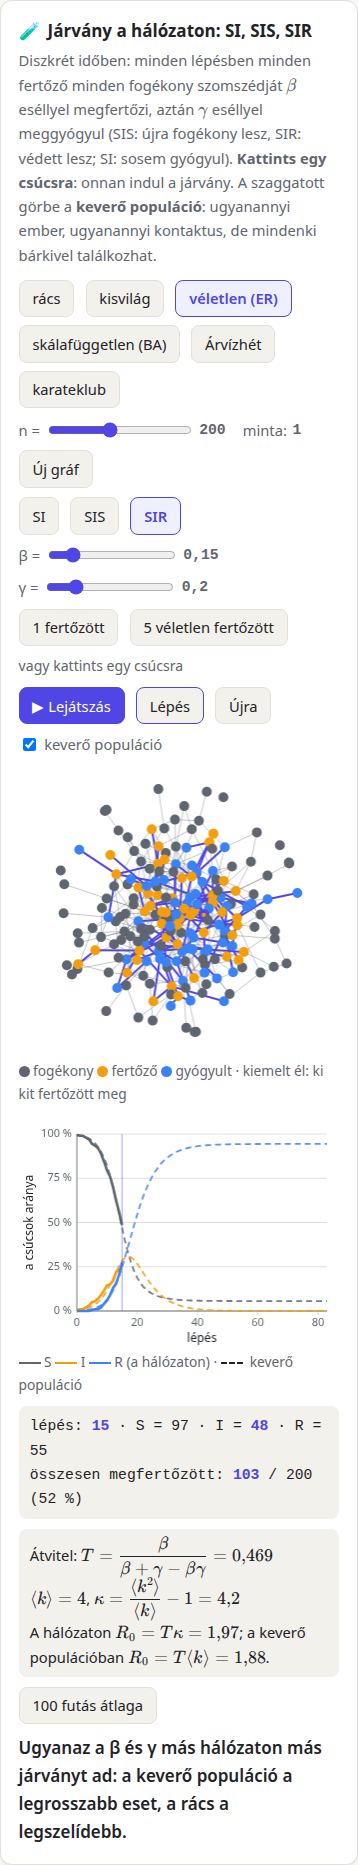 🧪 Járvány a hálózaton: SI, SIS, SIR
Diszkrét időben: minden lépésben minden
fertőző minden fogékony szomszédját β
eséllyel megfertőzi, aztán γ eséllyel
meggyógyul (SIS: újra fogékony lesz, SIR:
védett lesz; SI: sosem gyógyul). Kattints egy
csúcsra: onnan indul a járvány. A szaggatott
görbe a keverő populáció: ugyanannyi
ember, ugyanannyi kontaktus, de mindenki
bárkivel találkozhat.
rács kisvilág véletlen (ER)
skálafüggetlen (BA) Árvízhét
karateklub
n = 200 minta: 1
Új gráf
SI SIS SIR
β = 0,15
γ = 0,2
1 fertőzött 5 véletlen fertőzött
vagy kattints egy csúcsra
▶ Lejátszás Lépés Újra
keverő populáció
fogékony fertőző gyógyult · kiemelt él: ki
kit fertőzött meg
100 %
75 %
50 %
25 %
0 %
a csúcsok aránya
0 20 40 60 80
lépés
S I R (a hálózaton) · keverő
populáció
lépés: 15 · S = 97 · I = 48 · R =
55
összesen megfertőzött: 103 / 200
(52 %)
Átvitel: T = β / (β + γ − βγ) = 0,469
⟨k⟩ = 4, κ = ⟨k²⟩ / ⟨k⟩ − 1 = 4,2
A hálózaton R₀ = Tκ = 1,97; a keverő
populációban R₀ = T⟨k⟩ = 1,88.
100 futás átlaga
Ugyanaz a β és γ más hálózaton más
járványt ad: a keverő populáció a
legrosszabb eset, a rács a
legszelídebb.